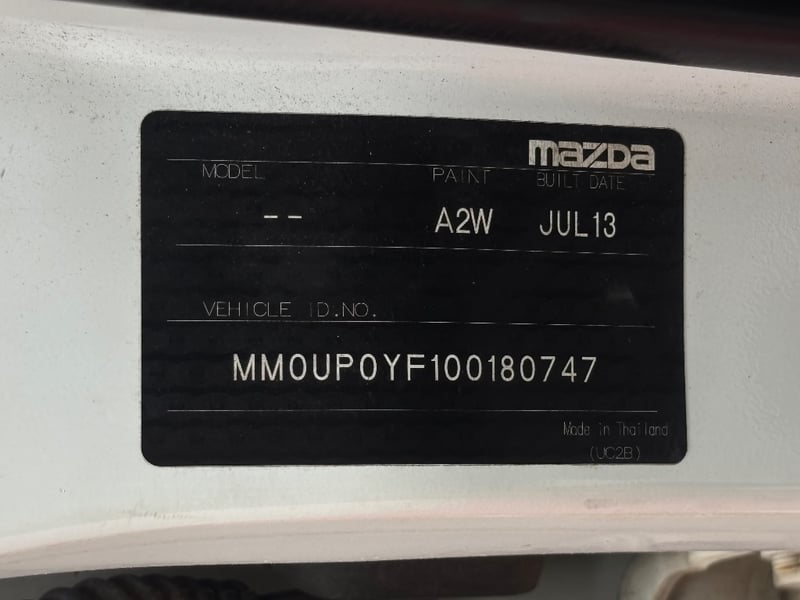 mazda
MODEL PAINT BUILT DATE
-- A2W JUL13
VEHICLE ID.NO.
MM0UP0YF100180747
Made in Thailand
(UC2B)